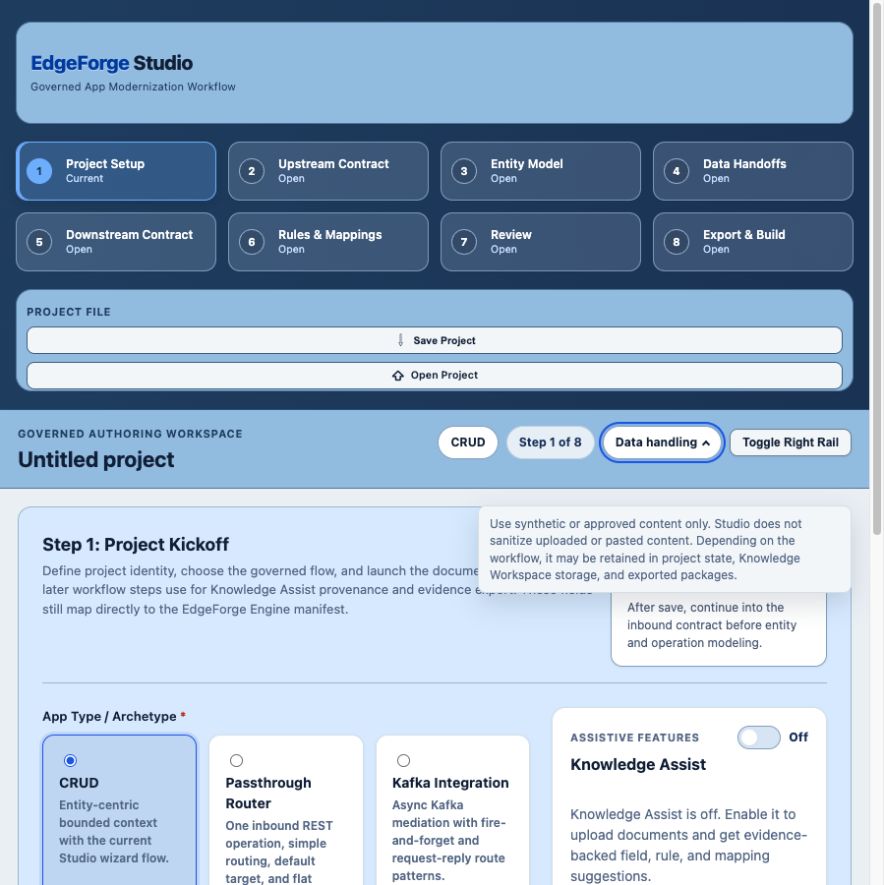 EdgeForge Studio
Governed App Modernization Workflow
1
Project Setup
Current
2
Upstream Contract
Open
3
Entity Model
Open
4
Data Handoffs
Open
5
Downstream Contract
Open
6
Rules & Mappings
Open
7
Review
Open
8
Export & Build
Open
PROJECT FILE
Save Project
Open Project
GOVERNED AUTHORING WORKSPACE
Untitled project
CRUD
Step 1 of 8
Data handling
Toggle Right Rail
Use synthetic or approved content only. Studio does not
sanitize uploaded or pasted content. Depending on the
workflow, it may be retained in project state, Knowledge
Workspace storage, and exported packages.
Step 1: Project Kickoff
Define project identity, choose the governed flow, and launch the
later workflow steps use for Knowledge Assist provenance and evidence
still map directly to the EdgeForge Engine manifest.
After save, continue into the
inbound contract before entity
and operation modeling.
App Type / Archetype *
CRUD
Entity-centric
bounded context
with the current
Studio wizard flow.
Passthrough
Router
One inbound REST
operation, simple
routing, default
target, and flat
Kafka Integration
Async Kafka
mediation with fire-
and-forget and
request-reply route
patterns.
ASSISTIVE FEATURES
Off
Knowledge Assist
Knowledge Assist is off. Enable it to
upload documents and get evidence-
backed field, rule, and mapping
suggestions.